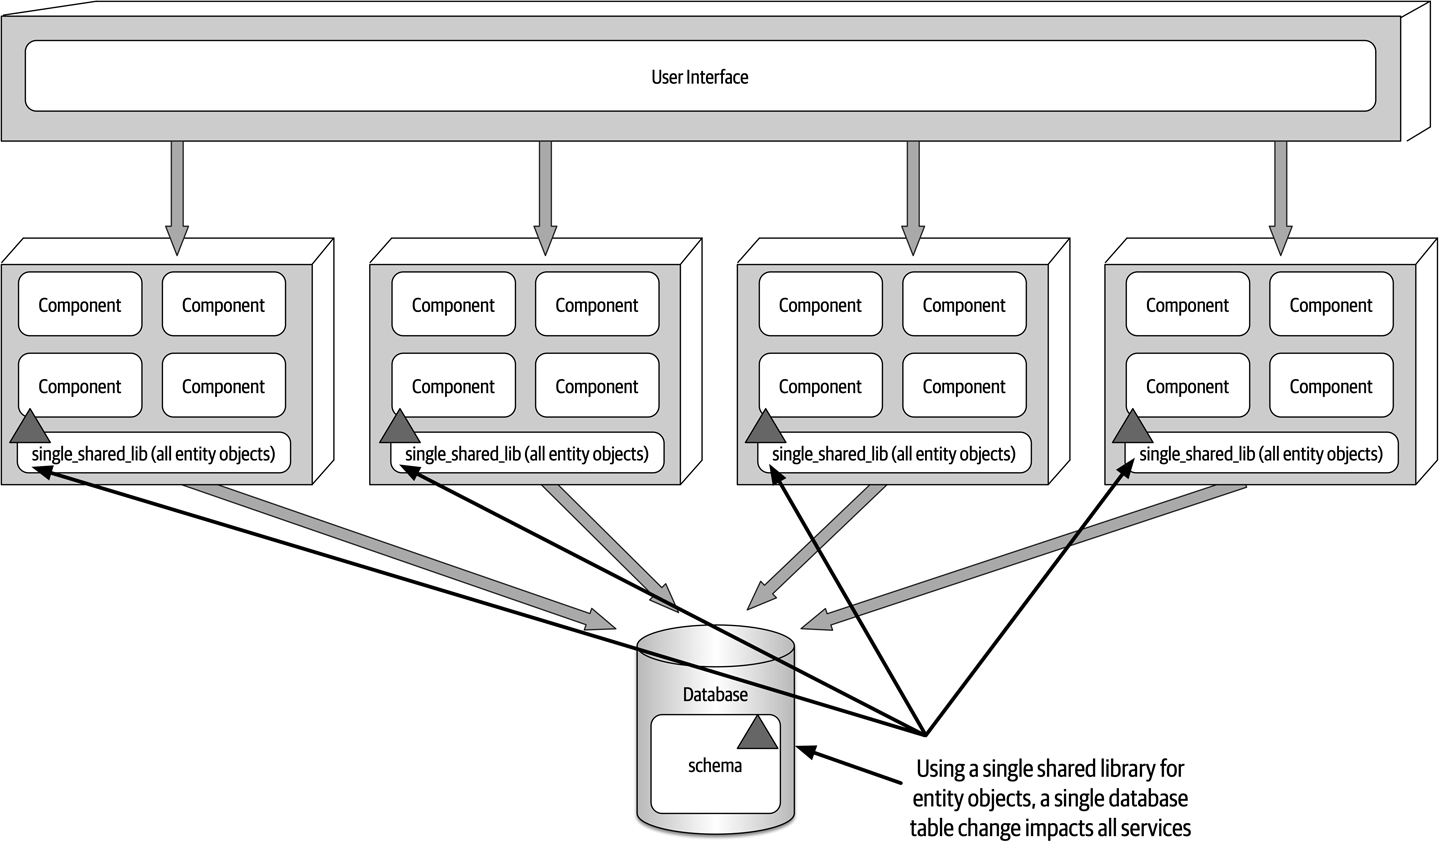 User Interface
Component Component Component Component Component Component Component Component
Component Component Component Component Component Component Component Component
single_shared_lib (all entity objects) single_shared_lib (all entity objects) single_shared_lib (all entity objects) single_shared_lib (all entity objects)
Database
schema
Using a single shared library for
entity objects, a single database
table change impacts all services